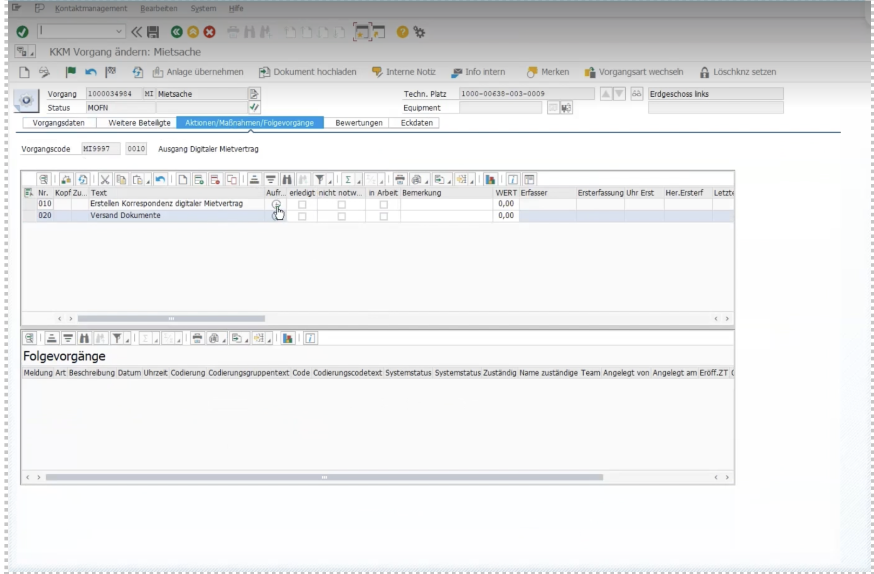 Kontaktmanagement Bearbeiten System Hilfe
KKM Vorgang ändern: Mietsache
Anlage übernehmen Dokument hochladen Interne Notiz Info intern Merken Vorgangsart wechseln Löschknz setzen
Vorgang 1000034984 MI Mietsache Techn. Platz 1000-00638-003-0009 Erdgeschoss links
Status MOFN Equipment
Vorgangsdaten Weitere Beteiligte Aktionen/Maßnahmen/Folgevorgänge Bewertungen Eckdaten
Vorgangscode MI9997 0010 Ausgang Digitaler Mietvertrag
Nr. Kopf Zu... Text Aufr... erledigt nicht notw... in Arbeit Bemerkung WERT Erfasser Ersterfassung Uhr Erst Her.Ersterf Letzte
010 Erstellen Korrespondenz digitaler Mietvertrag 0,00
020 Versand Dokumente 0,00
Folgevorgänge
Meldung Art Beschreibung Datum Uhrzeit Codierung Codierungsgruppentext Code Codierungscodetext Systemstatus Systemstatus Zuständig Name zuständige Team Angelegt von Angelegt am Eröff.ZT